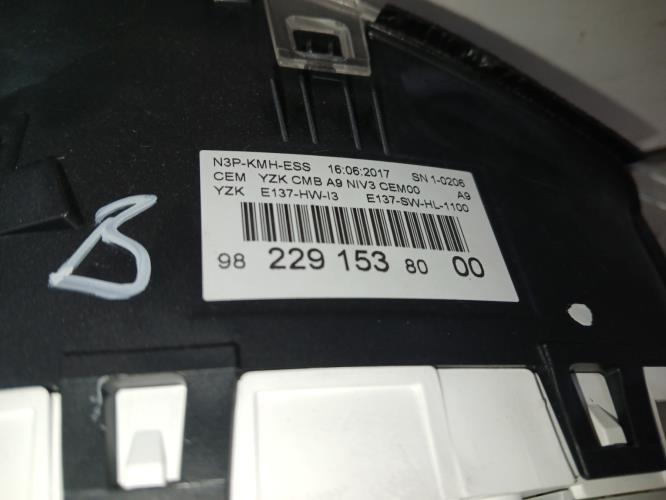 N3P-KMH-ESS 16:06:2017 SN 1-0206
CEM YZK CMB A9 NIV3 CEM00 A9
YZK E137-HW-I3 E137-SW-HL-1100
98 229 153 80 00
B